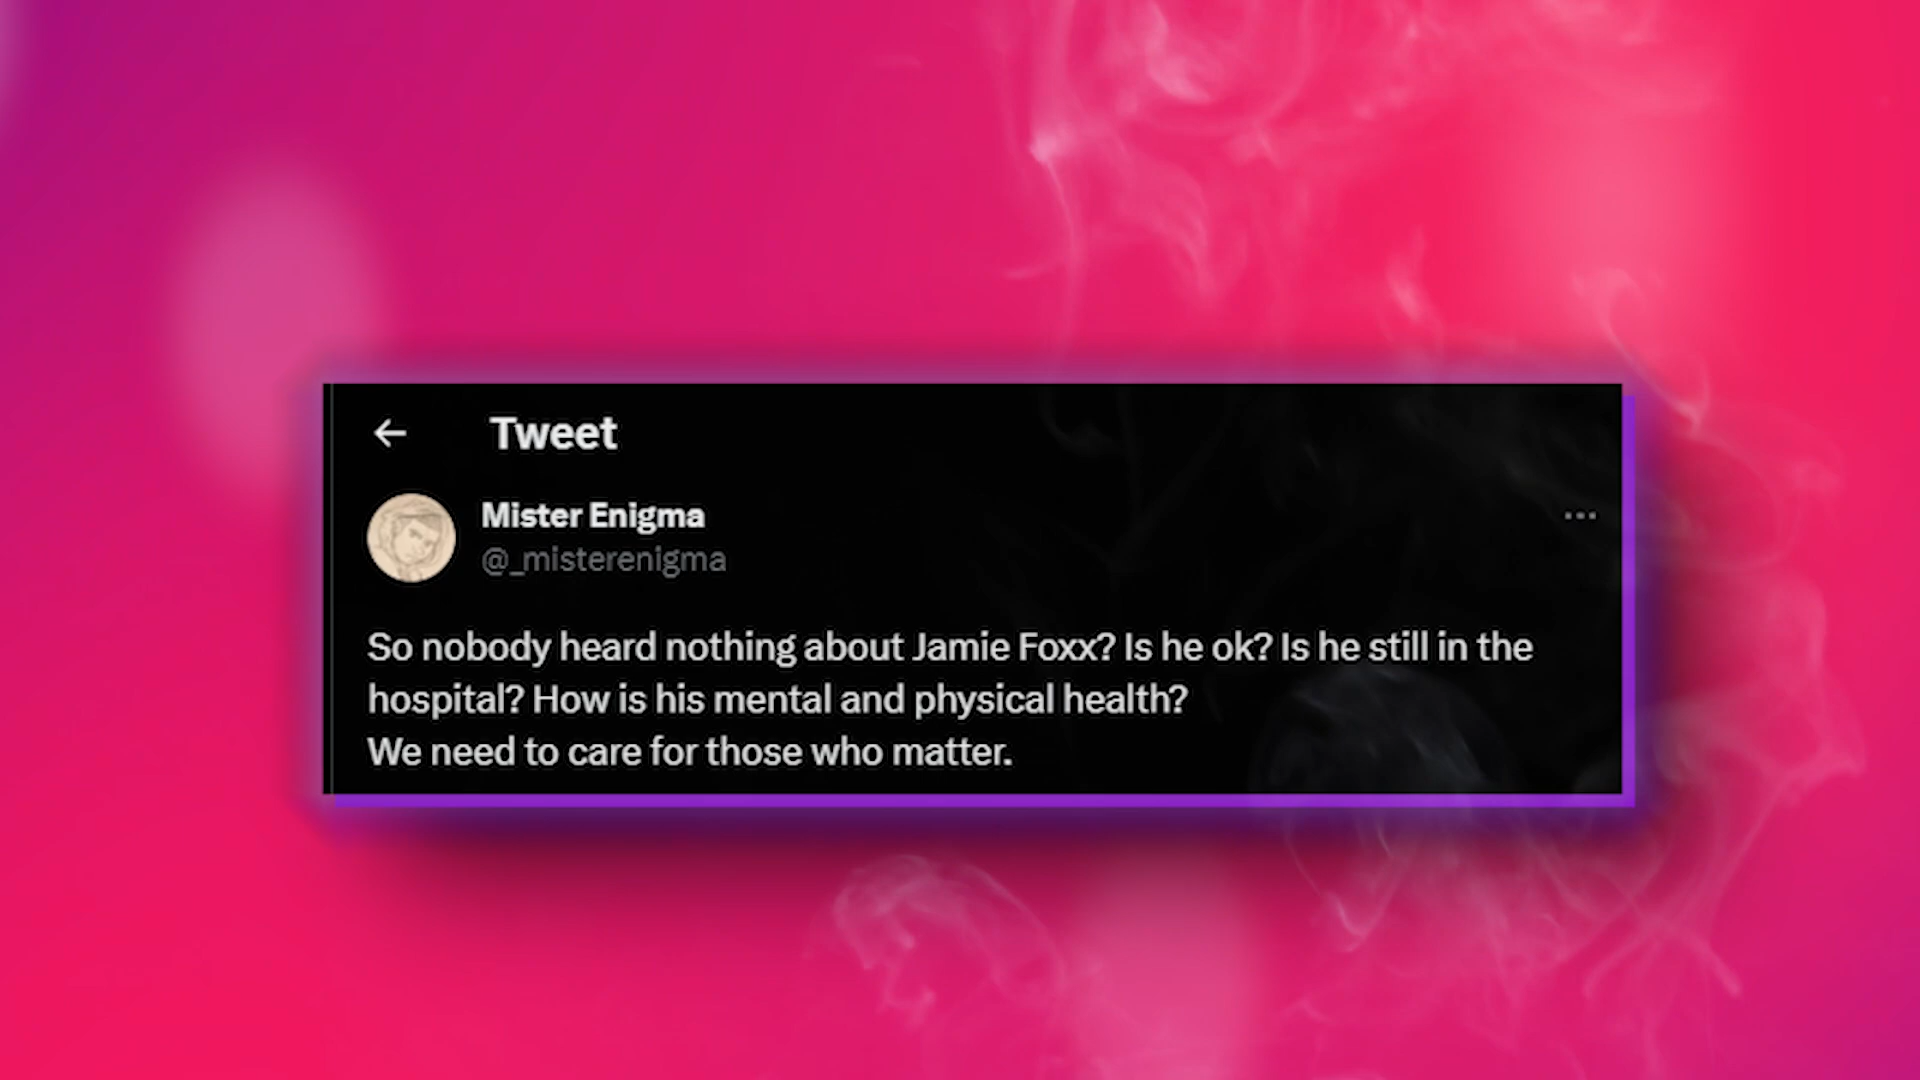 Tweet
Mister Enigma
@_misterenigma
So nobody heard nothing about Jamie Foxx? Is he ok? Is he still in the
hospital? How is his mental and physical health?
We need to care for those who matter.